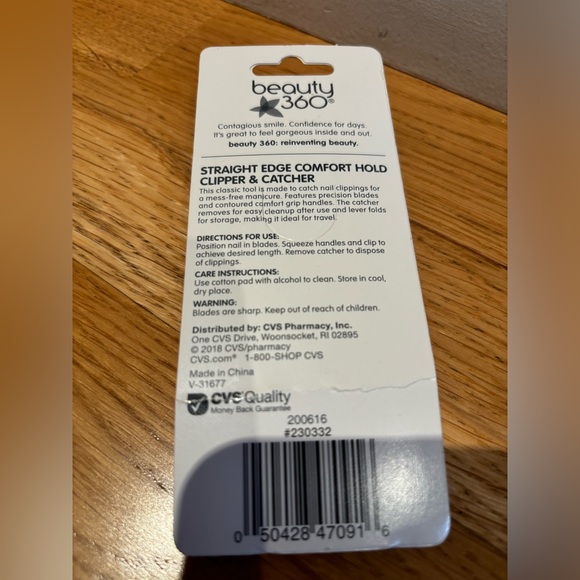 beauty
360®
Contagious smile. Confidence for days.
It's great to feel gorgeous inside and out.
beauty 360: reinventing beauty.
STRAIGHT EDGE COMFORT HOLD
CLIPPER & CATCHER
This classic tool is made to catch nail clippings for
a mess-free manicure. Features precision blades
and contoured comfort grip handles. The catcher
removes for easy cleanup after use and lever folds
for storage, making it ideal for travel.
DIRECTIONS FOR USE:
Position nail in blades. Squeeze handles and clip to
achieve desired length. Remove catcher to dispose
of clippings.
CARE INSTRUCTIONS:
Use cotton pad with alcohol to clean. Store in cool,
dry place.
WARNING:
Blades are sharp. Keep out of reach of children.
Distributed by: CVS Pharmacy, Inc.
One CVS Drive, Woonsocket, RI 02895
© 2018 CVS/pharmacy
CVS.com® 1-800-SHOP CVS
Made in China
V-31677
CVS Quality
Money Back Guarantee
200616
#230332
0 50428 47091 6